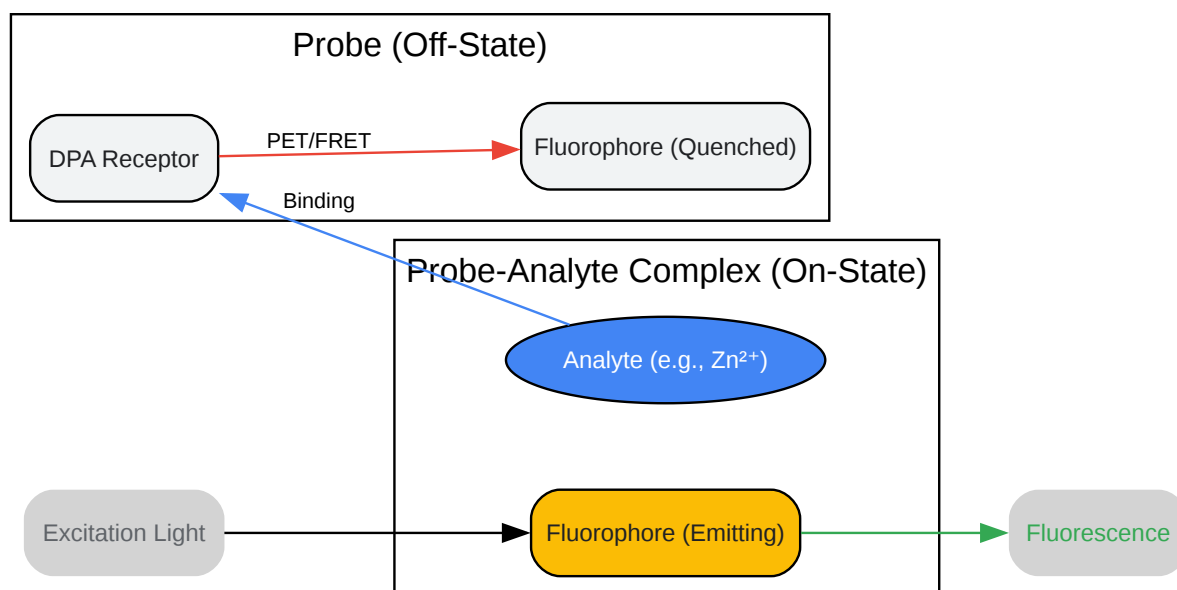 Probe (Off-State)
DPA Receptor
PET/FRET
Fluorophore (Quenched)
Binding
Probe-Analyte Complex (On-State)
Analyte (e.g., Zn²⁺)
Excitation Light
Fluorophore (Emitting)
Fluorescence